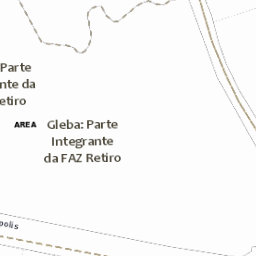 Parte
nte da
etiro
AREA
Gleba: Parte
Integrante
da FAZ Retiro
polis